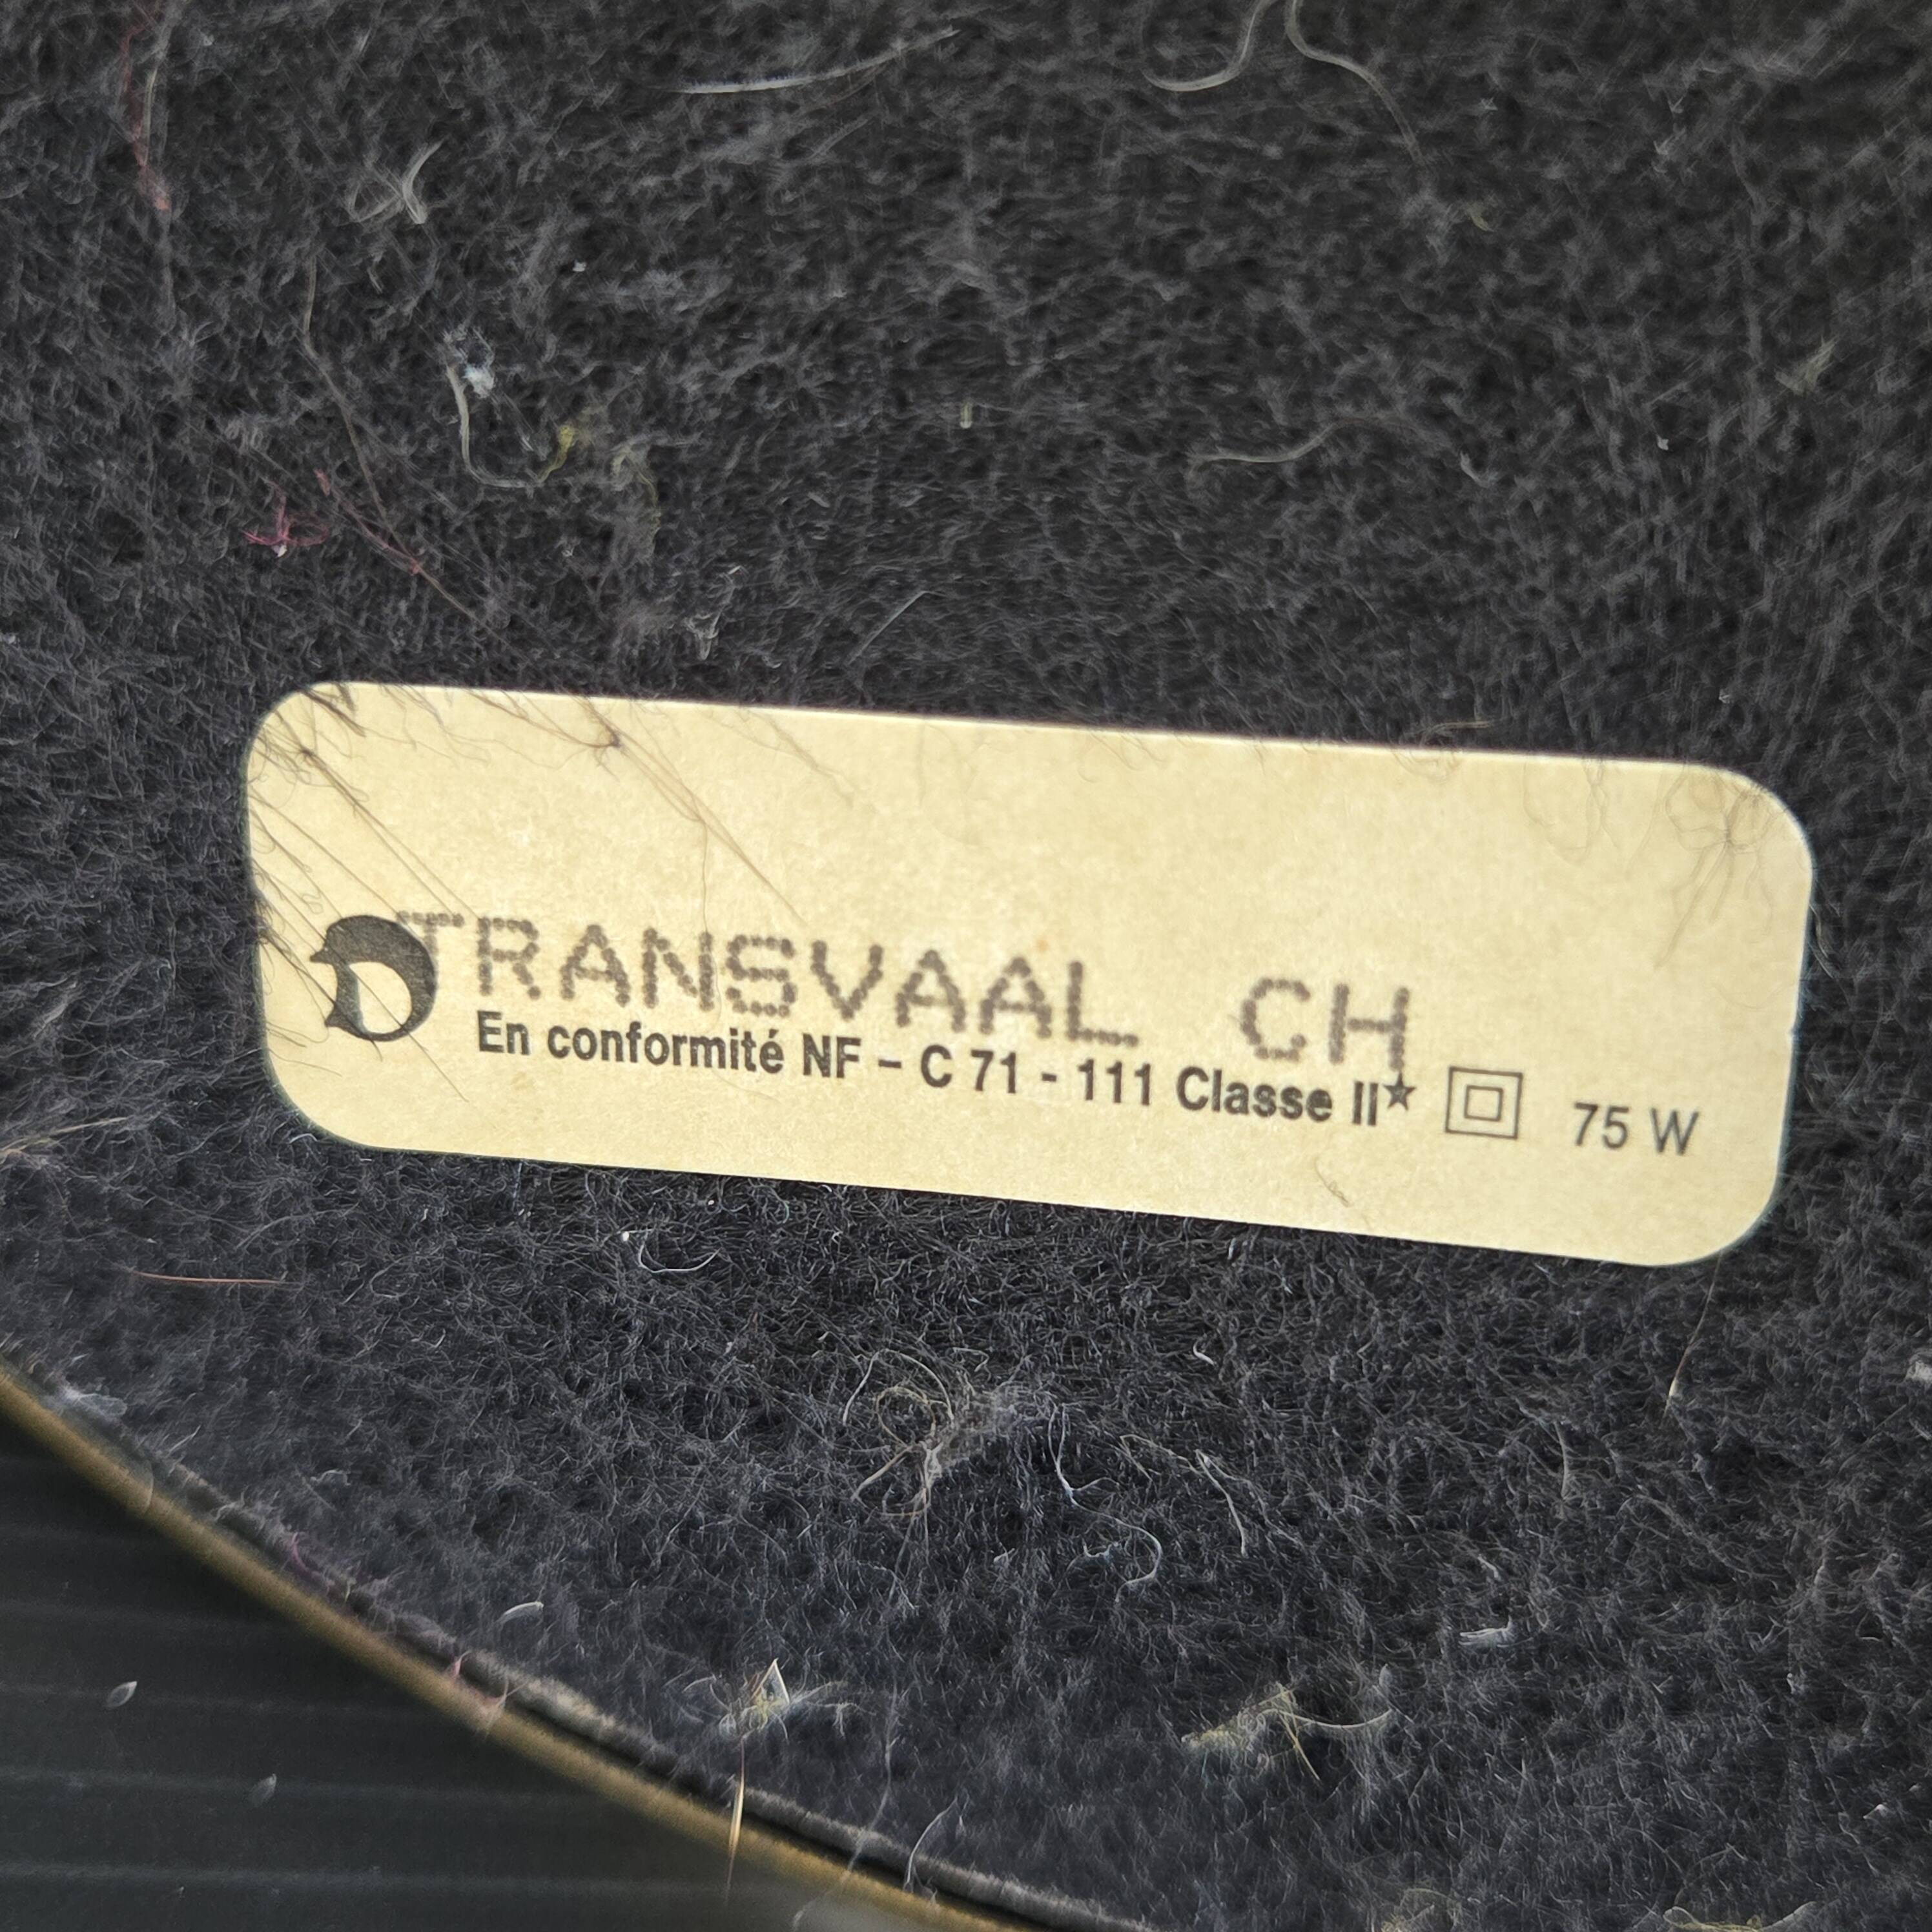 TRANSVAAL CH
En conformité NF – C 71 - 111 Classe II★ 75 W